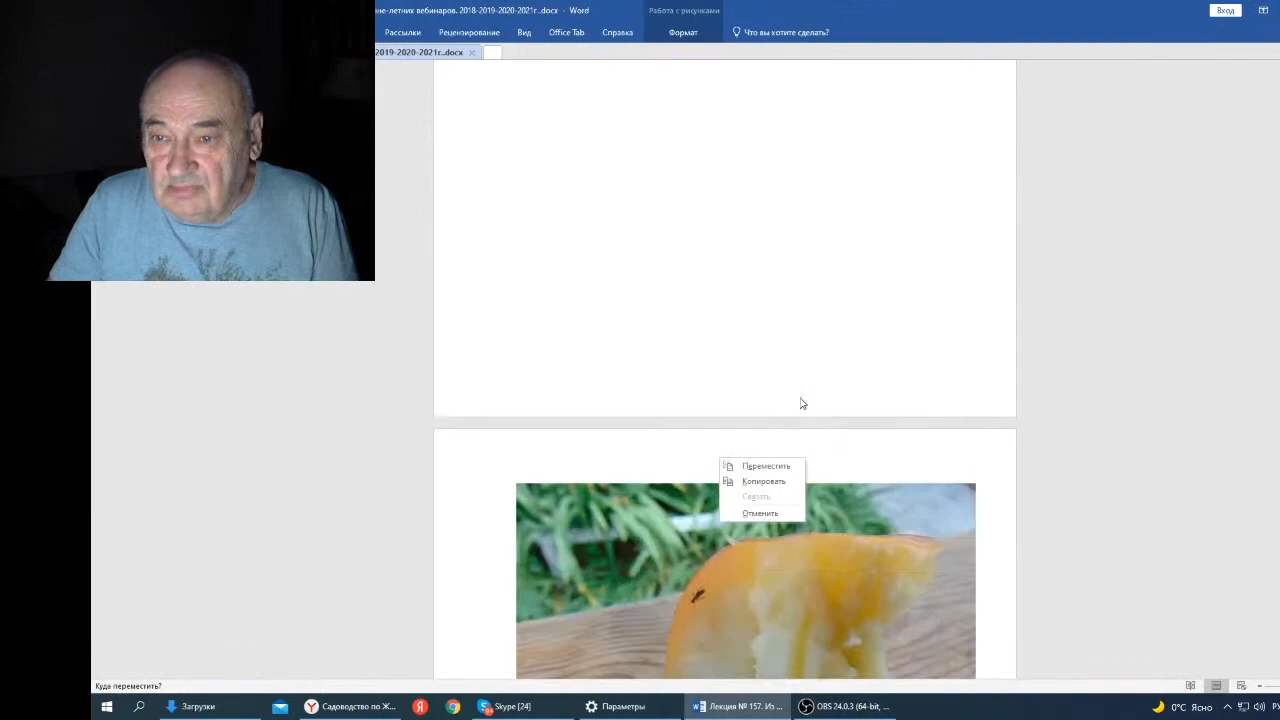 не-летних вебинаров. 2018-2019-2020-2021г..docx - Word
Работа с рисунками
Вход
Рассылки
Рецензирование
Вид
Office Tab
Справка
Формат
Что вы хотите сделать?
2019-2020-2021г..docx
Переместить
Копировать
Связать
Отменить
Куда переместить?
Загрузки
Садоводство по Ж...
Skype [24]
Параметры
Лекция № 157. Из ...
OBS 24.0.3 (64-bit, ...
0°C Ясно